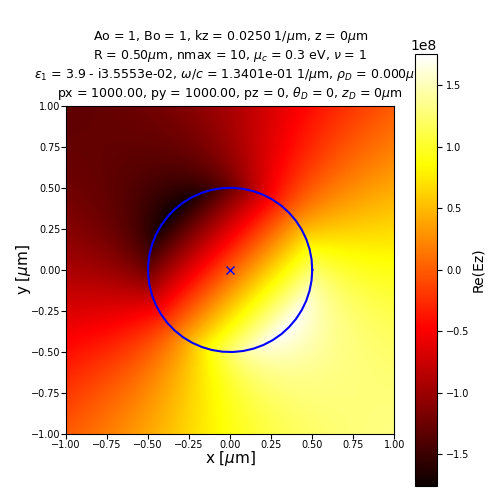 Ao = 1, Bo = 1, kz = 0.0250 1/μm, z = 0μm
R = 0.50μm, nmax = 10, μ_c = 0.3 eV, ν = 1
ε_1 = 3.9 - i3.5553e-02, ω/c = 1.3401e-01 1/μm, ρ_D = 0.000μ
px = 1000.00, py = 1000.00, pz = 0, θ_D = 0, z_D = 0μm
1e8
1.00
0.75
0.50
0.25
0.00
−0.25
−0.50
−0.75
−1.00
y [μm]
−1.00 −0.75 −0.50 −0.25 0.00 0.25 0.50 0.75 1.00
x [μm]
1.5
1.0
0.5
0.0
−0.5
−1.0
−1.5
Re(Ez)